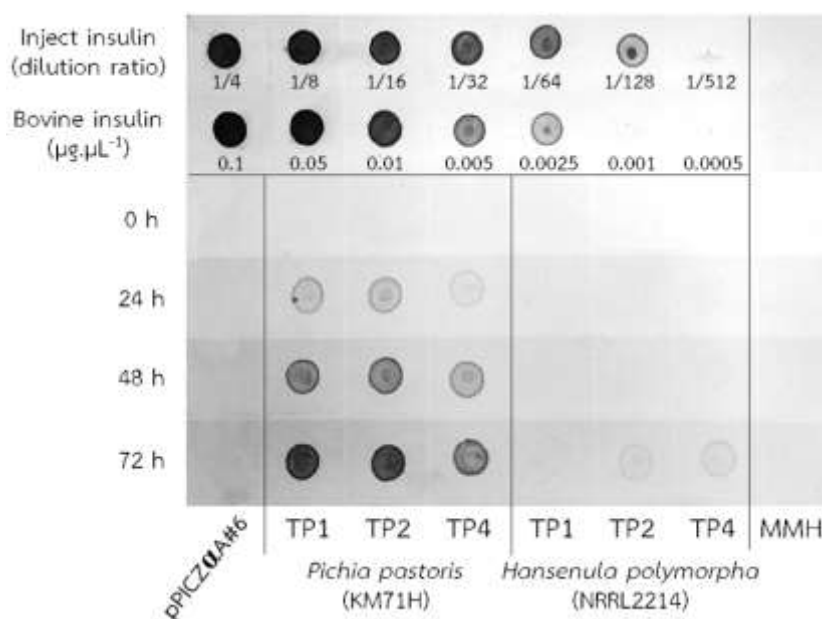 Inject insulin
(dilution ratio)
1/4 1/8 1/16 1/32 1/64 1/128 1/512
Bovine insulin
(µg.µL⁻¹)
0.1 0.05 0.01 0.005 0.0025 0.001 0.0005
0 h
24 h
48 h
72 h
pPICZαA#6 TP1 TP2 TP4 TP1 TP2 TP4 MMH
Pichia pastoris Hansenula polymorpha
(KM71H) (NRRL2214)